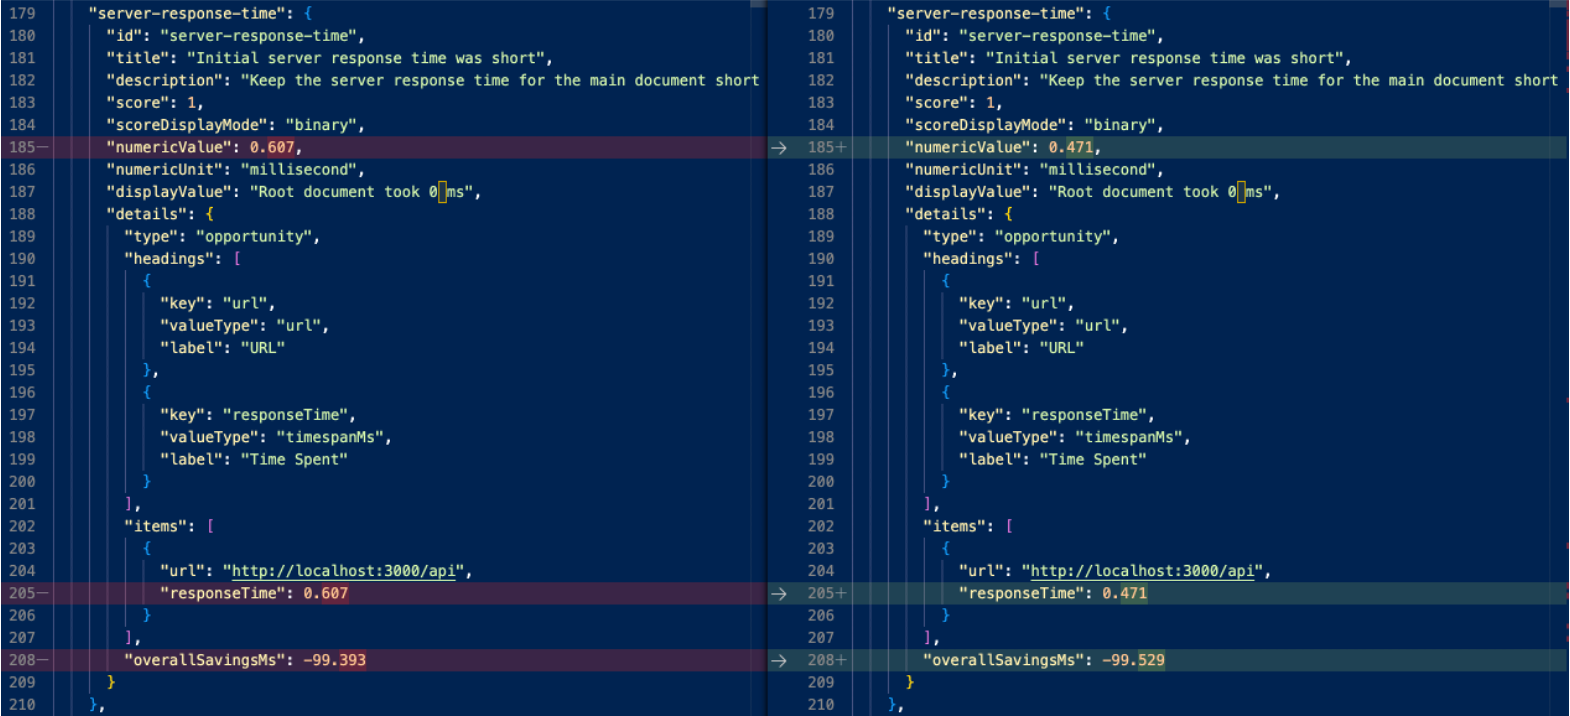 179 "server-response-time": {
180 "id": "server-response-time",
181 "title": "Initial server response time was short",
182 "description": "Keep the server response time for the main document short
183 "score": 1,
184 "scoreDisplayMode": "binary",
185— "numericValue": 0.607,
186 "numericUnit": "millisecond",
187 "displayValue": "Root document took 0 ms",
188 "details": {
189 "type": "opportunity",
190 "headings": [
191 {
192 "key": "url",
193 "valueType": "url",
194 "label": "URL"
195 },
196 {
197 "key": "responseTime",
198 "valueType": "timespanMs",
199 "label": "Time Spent"
200 }
201 ],
202 "items": [
203 {
204 "url": "http://localhost:3000/api",
205— "responseTime": 0.607
206 }
207 ],
208— "overallSavingsMs": -99.393
209 }
210 },
179 "server-response-time": {
180 "id": "server-response-time",
181 "title": "Initial server response time was short",
182 "description": "Keep the server response time for the main document short
183 "score": 1,
184 "scoreDisplayMode": "binary",
→ 185+ "numericValue": 0.471,
186 "numericUnit": "millisecond",
187 "displayValue": "Root document took 0 ms",
188 "details": {
189 "type": "opportunity",
190 "headings": [
191 {
192 "key": "url",
193 "valueType": "url",
194 "label": "URL"
195 },
196 {
197 "key": "responseTime",
198 "valueType": "timespanMs",
199 "label": "Time Spent"
200 }
201 ],
202 "items": [
203 {
204 "url": "http://localhost:3000/api",
→ 205+ "responseTime": 0.471
206 }
207 ],
→ 208+ "overallSavingsMs": -99.529
209 }
210 },